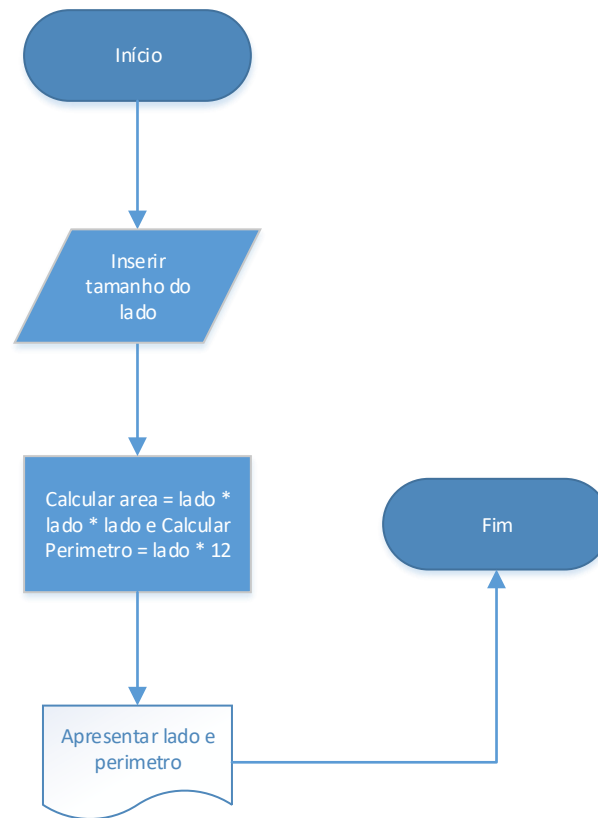 Início
Inserir
tamanho do
lado
Calcular area = lado *
lado * lado e Calcular
Perimetro = lado * 12
Fim
Apresentar lado e
perimetro